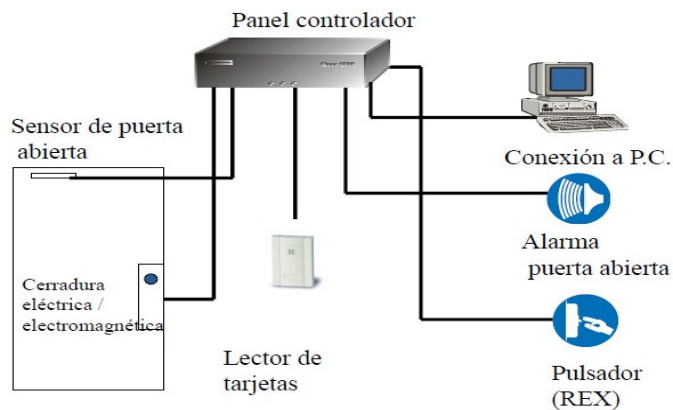 Panel controlador
Sensor de puerta
abierta
Conexión a P.C.
Alarma
puerta abierta
Cerradura
eléctrica /
electromagnética
Lector de
tarjetas
Pulsador
(REX)